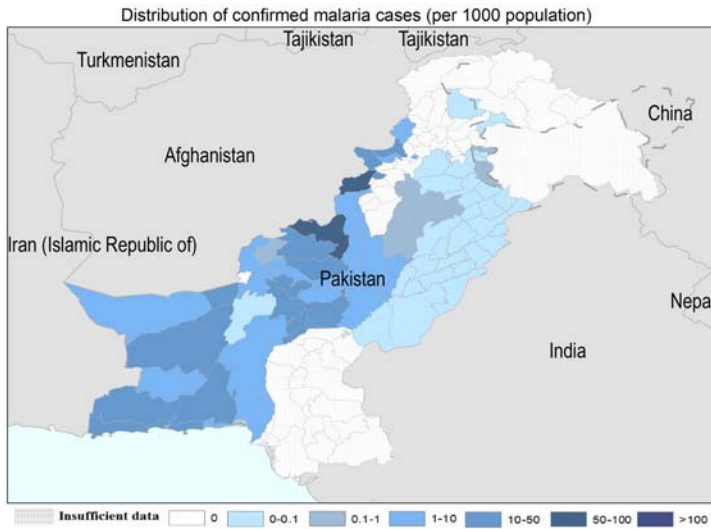 Distribution of confirmed malaria cases (per 1000 population)
Tajikistan Tajikistan
Turkmenistan
China
Afghanistan
Iran (Islamic Republic of)
Pakistan
Nepa
India
Insufficient data 0 0-0.1 0.1-1 1-10 10-50 50-100 >100